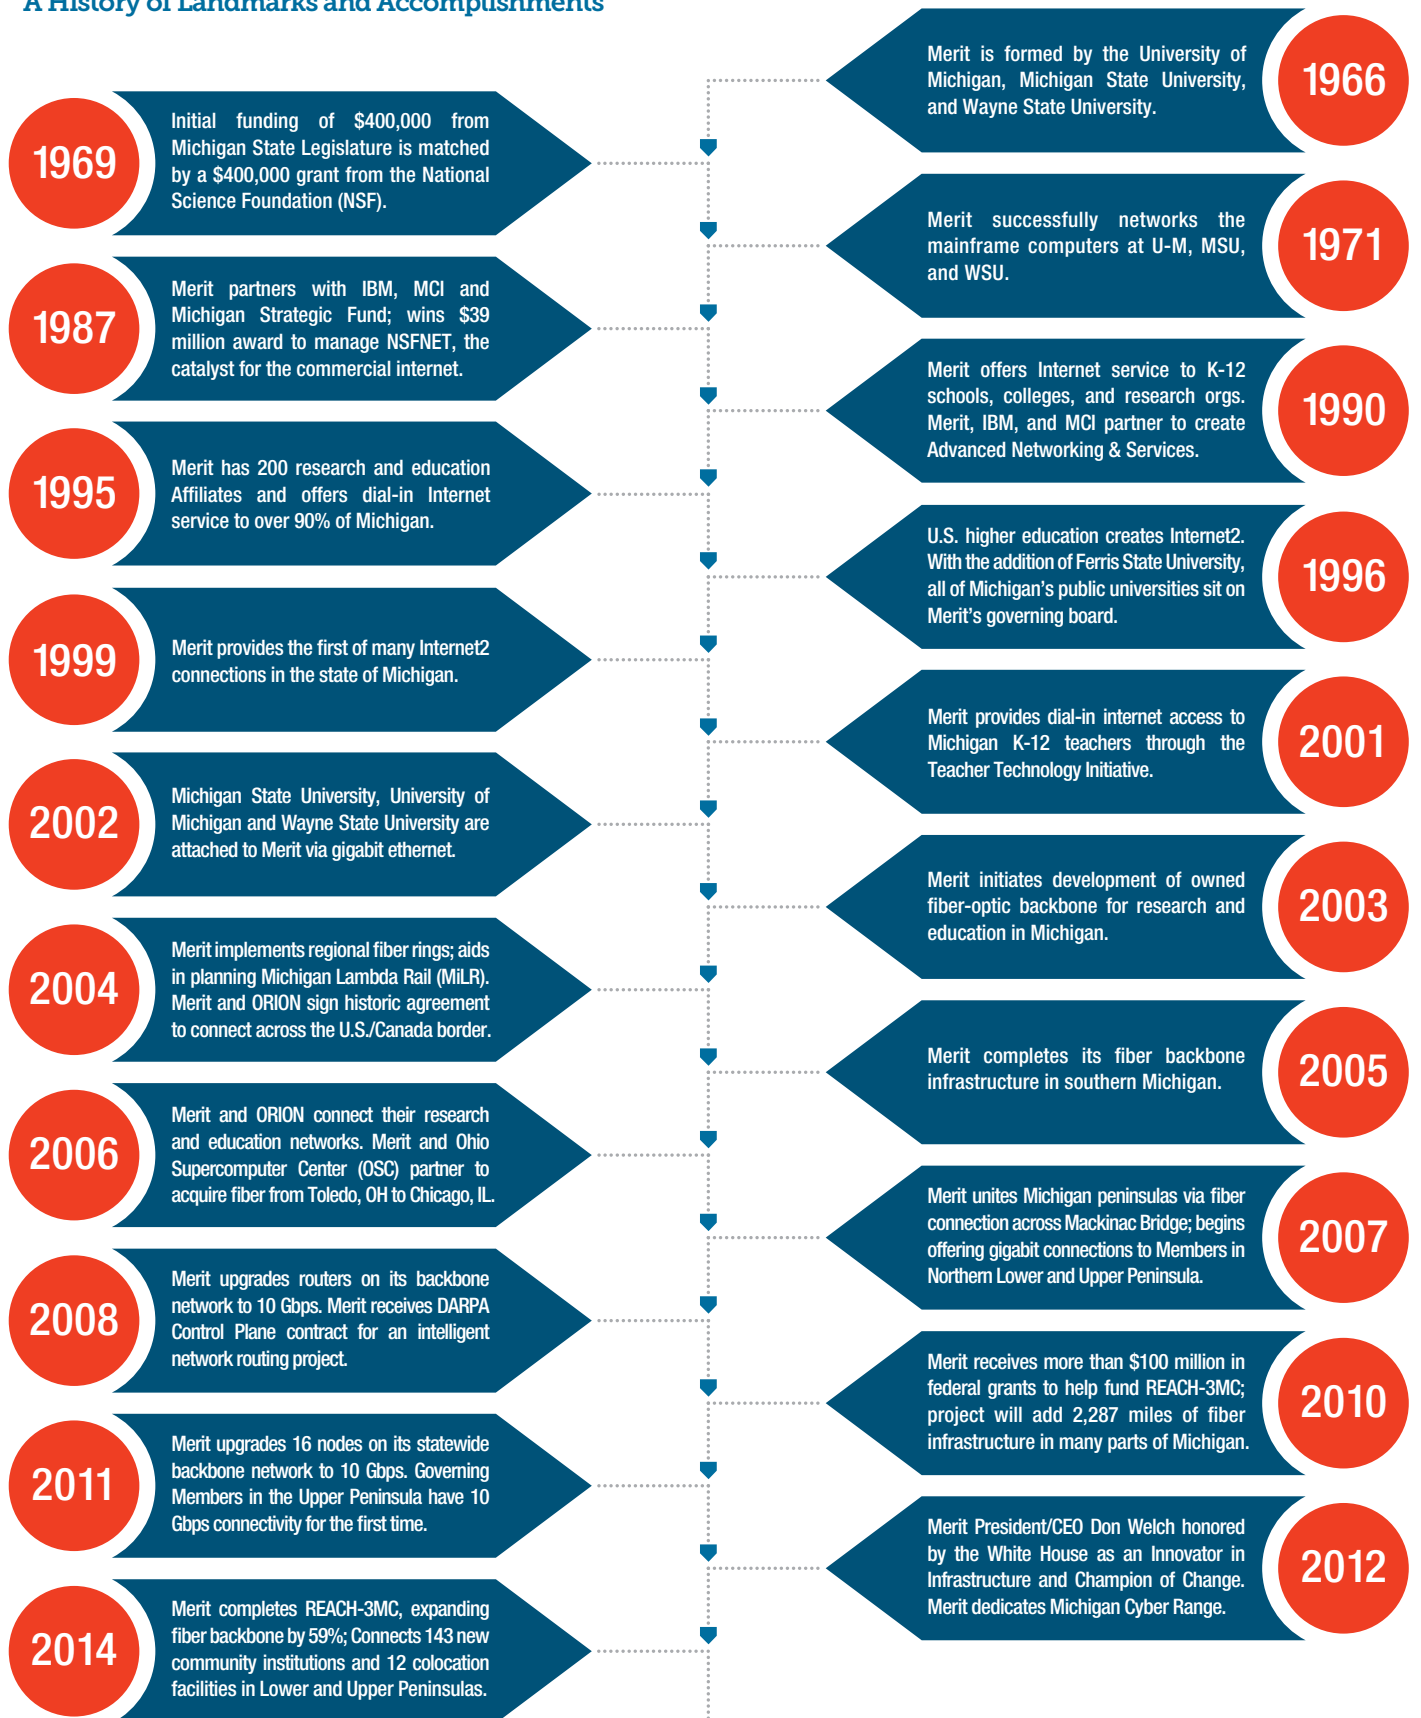 A History of Landmarks and Accomplishments
1966
Merit is formed by the University of
Michigan, Michigan State University,
and Wayne State University.
1969
Initial funding of $400,000 from
Michigan State Legislature is matched
by a $400,000 grant from the National
Science Foundation (NSF).
1971
Merit successfully networks the
mainframe computers at U-M, MSU,
and WSU.
1987
Merit partners with IBM, MCI and
Michigan Strategic Fund; wins $39
million award to manage NSFNET, the
catalyst for the commercial internet.
1990
Merit offers Internet service to K-12
schools, colleges, and research orgs.
Merit, IBM, and MCI partner to create
Advanced Networking & Services.
1995
Merit has 200 research and education
Affiliates and offers dial-in Internet
service to over 90% of Michigan.
1996
U.S. higher education creates Internet2.
With the addition of Ferris State University,
all of Michigan's public universities sit on
Merit's governing board.
1999
Merit provides the first of many Internet2
connections in the state of Michigan.
2001
Merit provides dial-in internet access to
Michigan K-12 teachers through the
Teacher Technology Initiative.
2002
Michigan State University, University of
Michigan and Wayne State University are
attached to Merit via gigabit ethernet.
2003
Merit initiates development of owned
fiber-optic backbone for research and
education in Michigan.
2004
Merit implements regional fiber rings; aids
in planning Michigan Lambda Rail (MiLR).
Merit and ORION sign historic agreement
to connect across the U.S./Canada border.
2005
Merit completes its fiber backbone
infrastructure in southern Michigan.
2006
Merit and ORION connect their research
and education networks. Merit and Ohio
Supercomputer Center (OSC) partner to
acquire fiber from Toledo, OH to Chicago, IL.
2007
Merit unites Michigan peninsulas via fiber
connection across Mackinac Bridge; begins
offering gigabit connections to Members in
Northern Lower and Upper Peninsula.
2008
Merit upgrades routers on its backbone
network to 10 Gbps. Merit receives DARPA
Control Plane contract for an intelligent
network routing project.
2010
Merit receives more than $100 million in
federal grants to help fund REACH-3MC;
project will add 2,287 miles of fiber
infrastructure in many parts of Michigan.
2011
Merit upgrades 16 nodes on its statewide
backbone network to 10 Gbps. Governing
Members in the Upper Peninsula have 10
Gbps connectivity for the first time.
2012
Merit President/CEO Don Welch honored
by the White House as an Innovator in
Infrastructure and Champion of Change.
Merit dedicates Michigan Cyber Range.
2014
Merit completes REACH-3MC, expanding
fiber backbone by 59%; Connects 143 new
community institutions and 12 colocation
facilities in Lower and Upper Peninsulas.